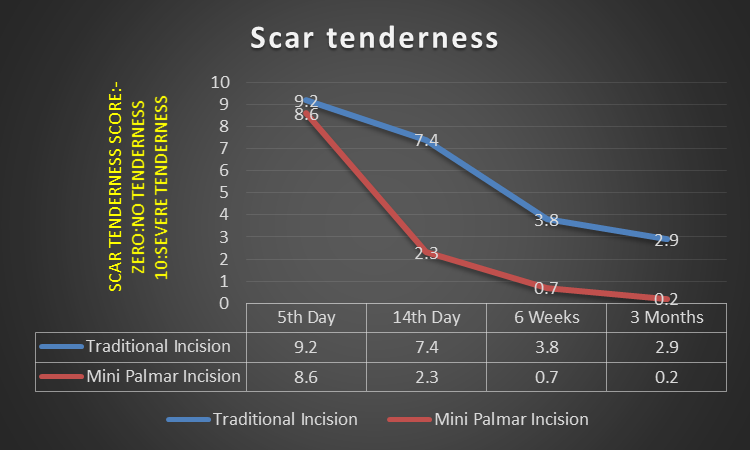 Scar tenderness
SCAR TENDERNESS SCORE:-
ZERO:NO TENDERNESS
10:SEVERE TENDERNESS
10
9
8
7
6
5
4
3
2
1
0
9.2
8.6
7.4
2.3
3.8
0.7
2.9
0.2
5th Day 14th Day 6 Weeks 3 Months
Traditional Incision 9.2 7.4 3.8 2.9
Mini Palmar Incision 8.6 2.3 0.7 0.2
Traditional Incision Mini Palmar Incision